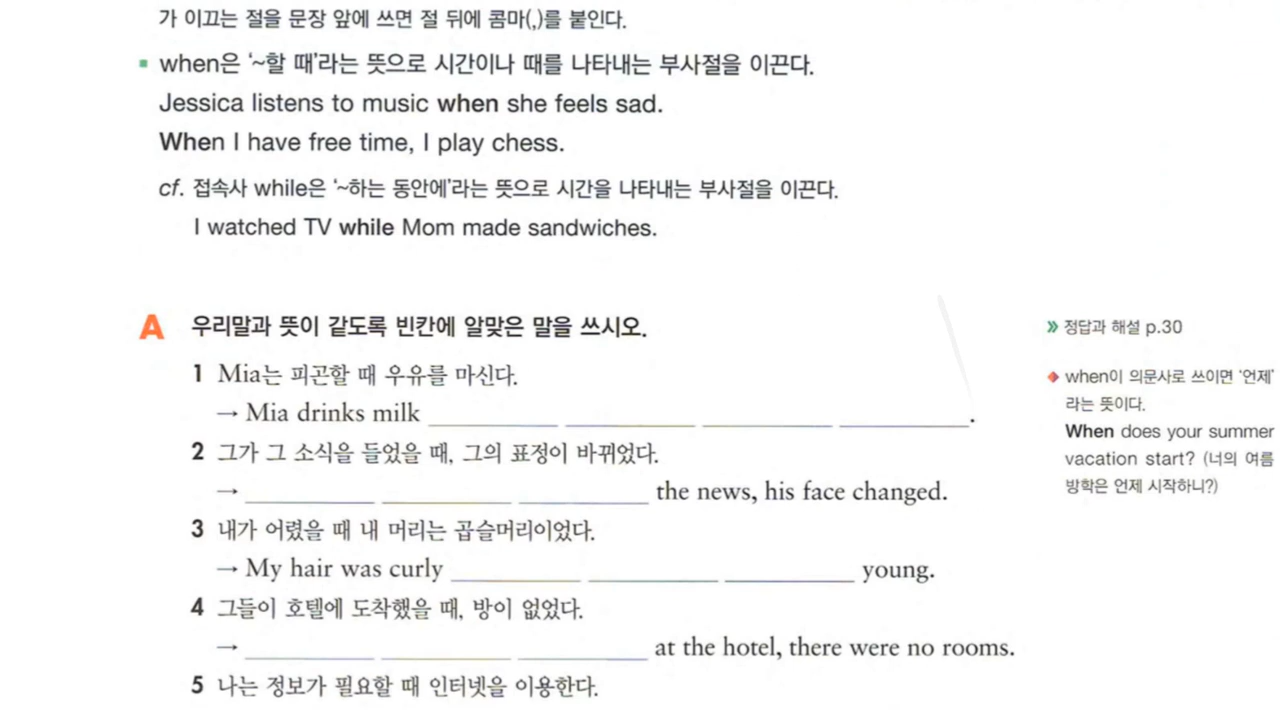 가 이끄는 절을 문장 앞에 쓰면 절 뒤에 콤마(,)를 붙인다.
▪ when은 '~할 때'라는 뜻으로 시간이나 때를 나타내는 부사절을 이끈다.
Jessica listens to music when she feels sad.
When I have free time, I play chess.
cf. 접속사 while은 '~하는 동안에'라는 뜻으로 시간을 나타내는 부사절을 이끈다.
I watched TV while Mom made sandwiches.
A 우리말과 뜻이 같도록 빈칸에 알맞은 말을 쓰시오.
1 Mia는 피곤할 때 우유를 마신다.
→ Mia drinks milk ____ ____ ____ ____.
2 그가 그 소식을 들었을 때, 그의 표정이 바뀌었다.
→ ____ ____ ____ the news, his face changed.
3 내가 어렸을 때 내 머리는 곱슬머리이었다.
→ My hair was curly ____ ____ ____ young.
4 그들이 호텔에 도착했을 때, 방이 없었다.
→ ____ ____ ____ at the hotel, there were no rooms.
5 나는 정보가 필요할 때 인터넷을 이용한다.
» 정답과 해설 p.30
◆ when이 의문사로 쓰이면 '언제'
라는 뜻이다.
When does your summer
vacation start? (너의 여름
방학은 언제 시작하니?)